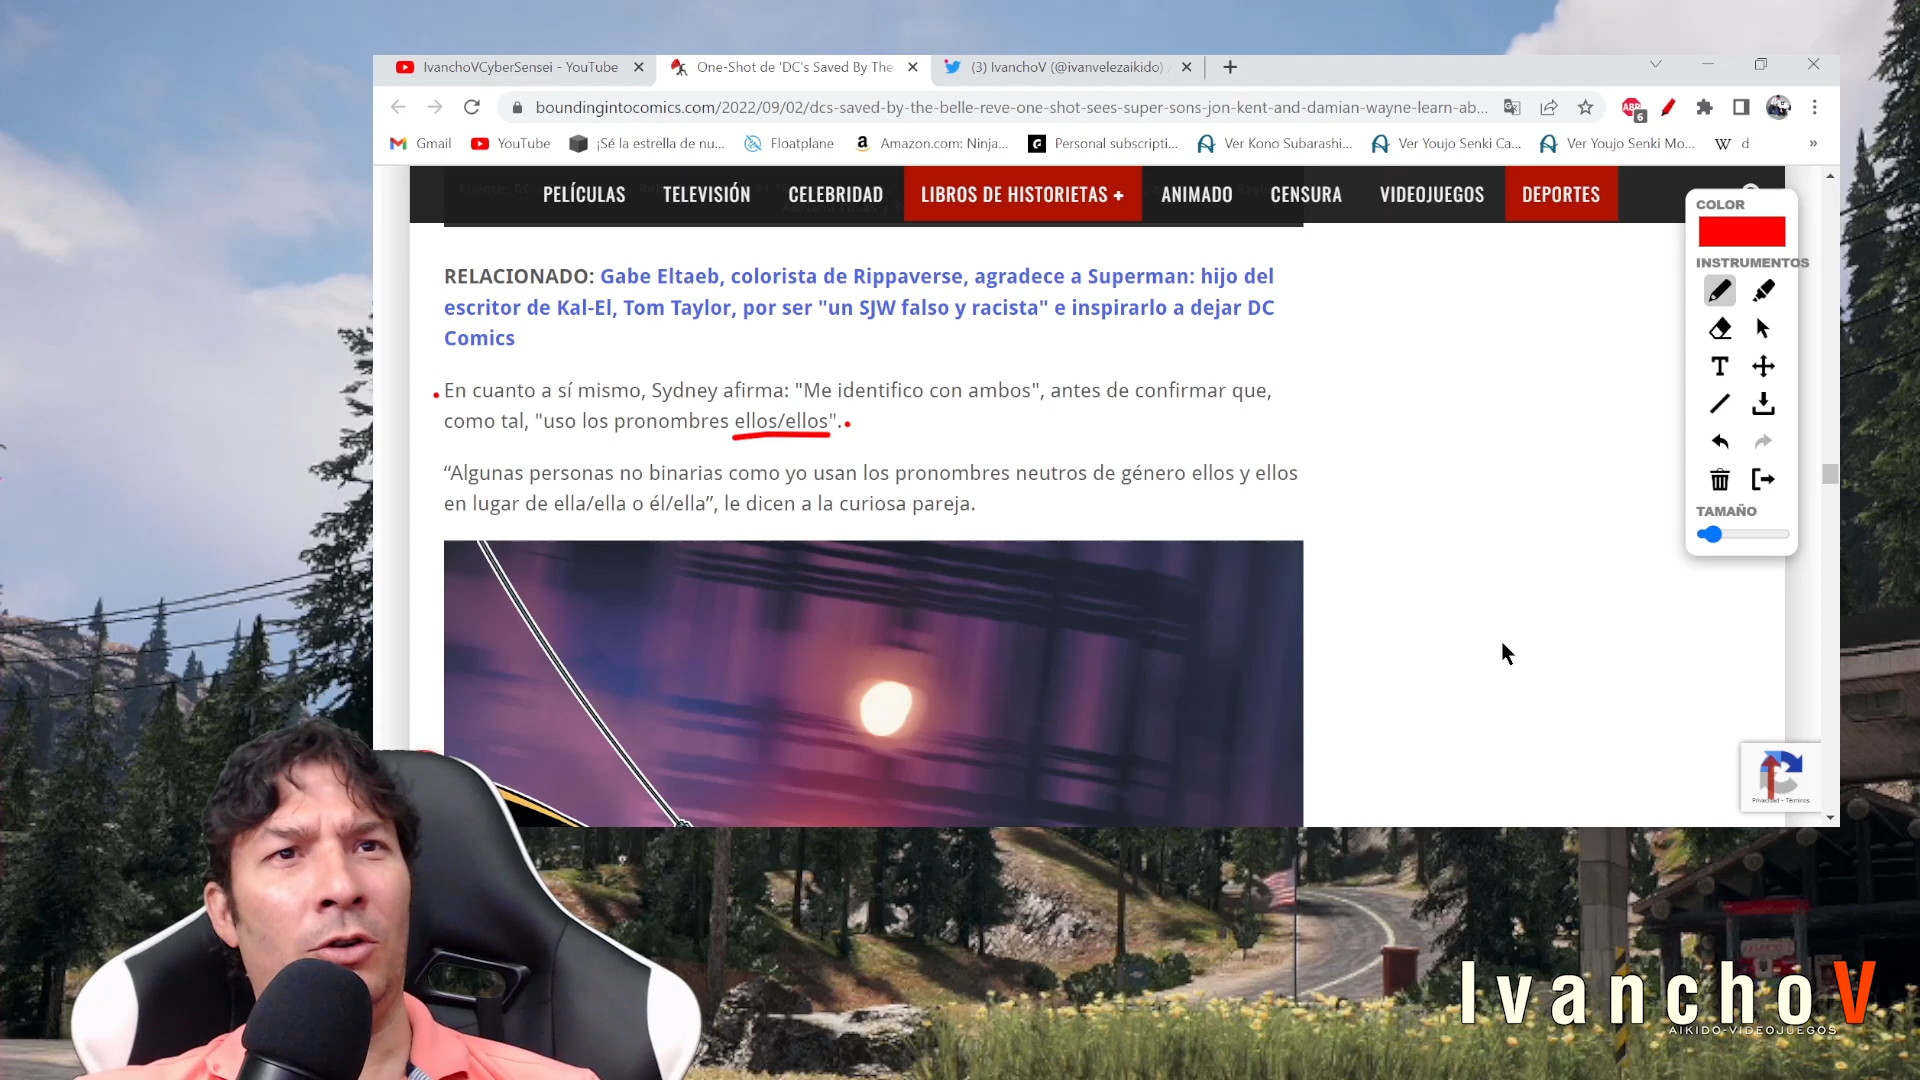 IvanchoVCyberSensei - YouTube
One-Shot de 'DC's Saved By The
(3) IvanchoV (@ivanvelezaikido)
boundingintocomics.com/2022/09/02/dcs-saved-by-the-belle-reve-one-shot-sees-super-sons-jon-kent-and-damian-wayne-learn-ab...
6
Gmail
YouTube
¡Sé la estrella de nu...
Floatplane
Amazon.com: Ninja...
Personal subscripti...
Ver Kono Subarashi...
Ver Youjo Senki Ca...
Ver Youjo Senki Mo...
W d
»
PELÍCULAS TELEVISIÓN CELEBRIDAD LIBROS DE HISTORIETAS + ANIMADO CENSURA VIDEOJUEGOS DEPORTES
COLOR
INSTRUMENTOS
T
TAMAÑO
RELACIONADO: Gabe Eltaeb, colorista de Rippaverse, agradece a Superman: hijo del
escritor de Kal-El, Tom Taylor, por ser "un SJW falso y racista" e inspirarlo a dejar DC
Comics
En cuanto a sí mismo, Sydney afirma: "Me identifico con ambos", antes de confirmar que,
como tal, "uso los pronombres ellos/ellos".
“Algunas personas no binarias como yo usan los pronombres neutros de género ellos y ellos
en lugar de ella/ella o él/ella”, le dicen a la curiosa pareja.
Privacidad - Términos
IvanchoV
AIKIDO-VIDEOJUEGOS